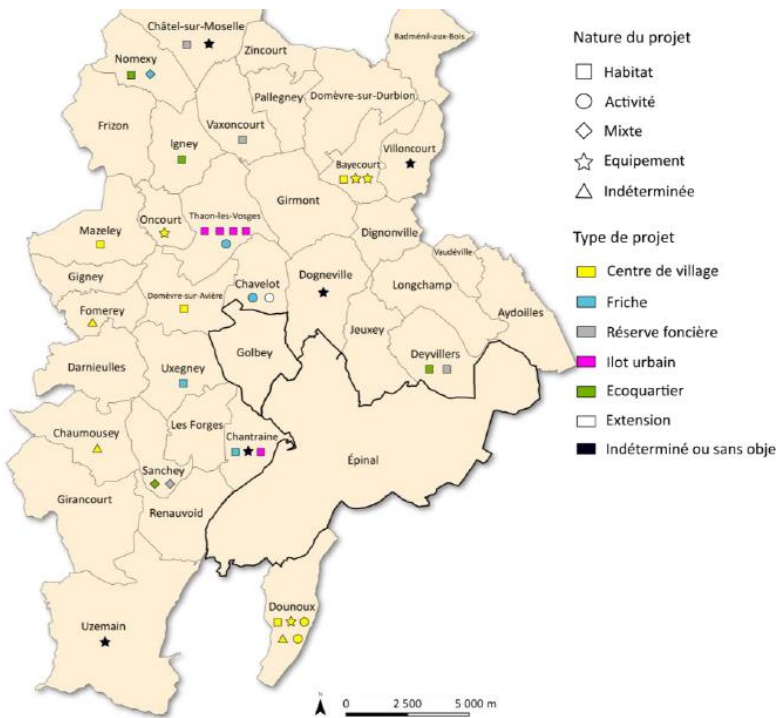 Châtel-sur-Moselle
Badménil-aux-Bois
Nomexy
Zincourt
Pallegney
Domèvre-sur-Durbion
Frizon
Vaxoncourt
Igney
Villoncourt
Bayecourt
Girmont
Thaon-les-Vosges
Oncourt
Mazeley
Dignonville
Vaudéville
Gigney
Chavelot
Dogneville
Longchamp
Domèvre-sur-Avière
Fomerey
Aydoilles
Jeuxey
Golbey
Deyvillers
Darnieulles
Uxegney
Les Forges
Chaumousey
Chantraine
Épinal
Sanchey
Girancourt
Renauvoid
Dounoux
Uzemain
N
0 2 500 5 000 m
Nature du projet
Habitat
Activité
Mixte
Equipement
Indéterminée
Type de projet
Centre de village
Friche
Réserve foncière
Ilot urbain
Ecoquartier
Extension
Indéterminé ou sans obje